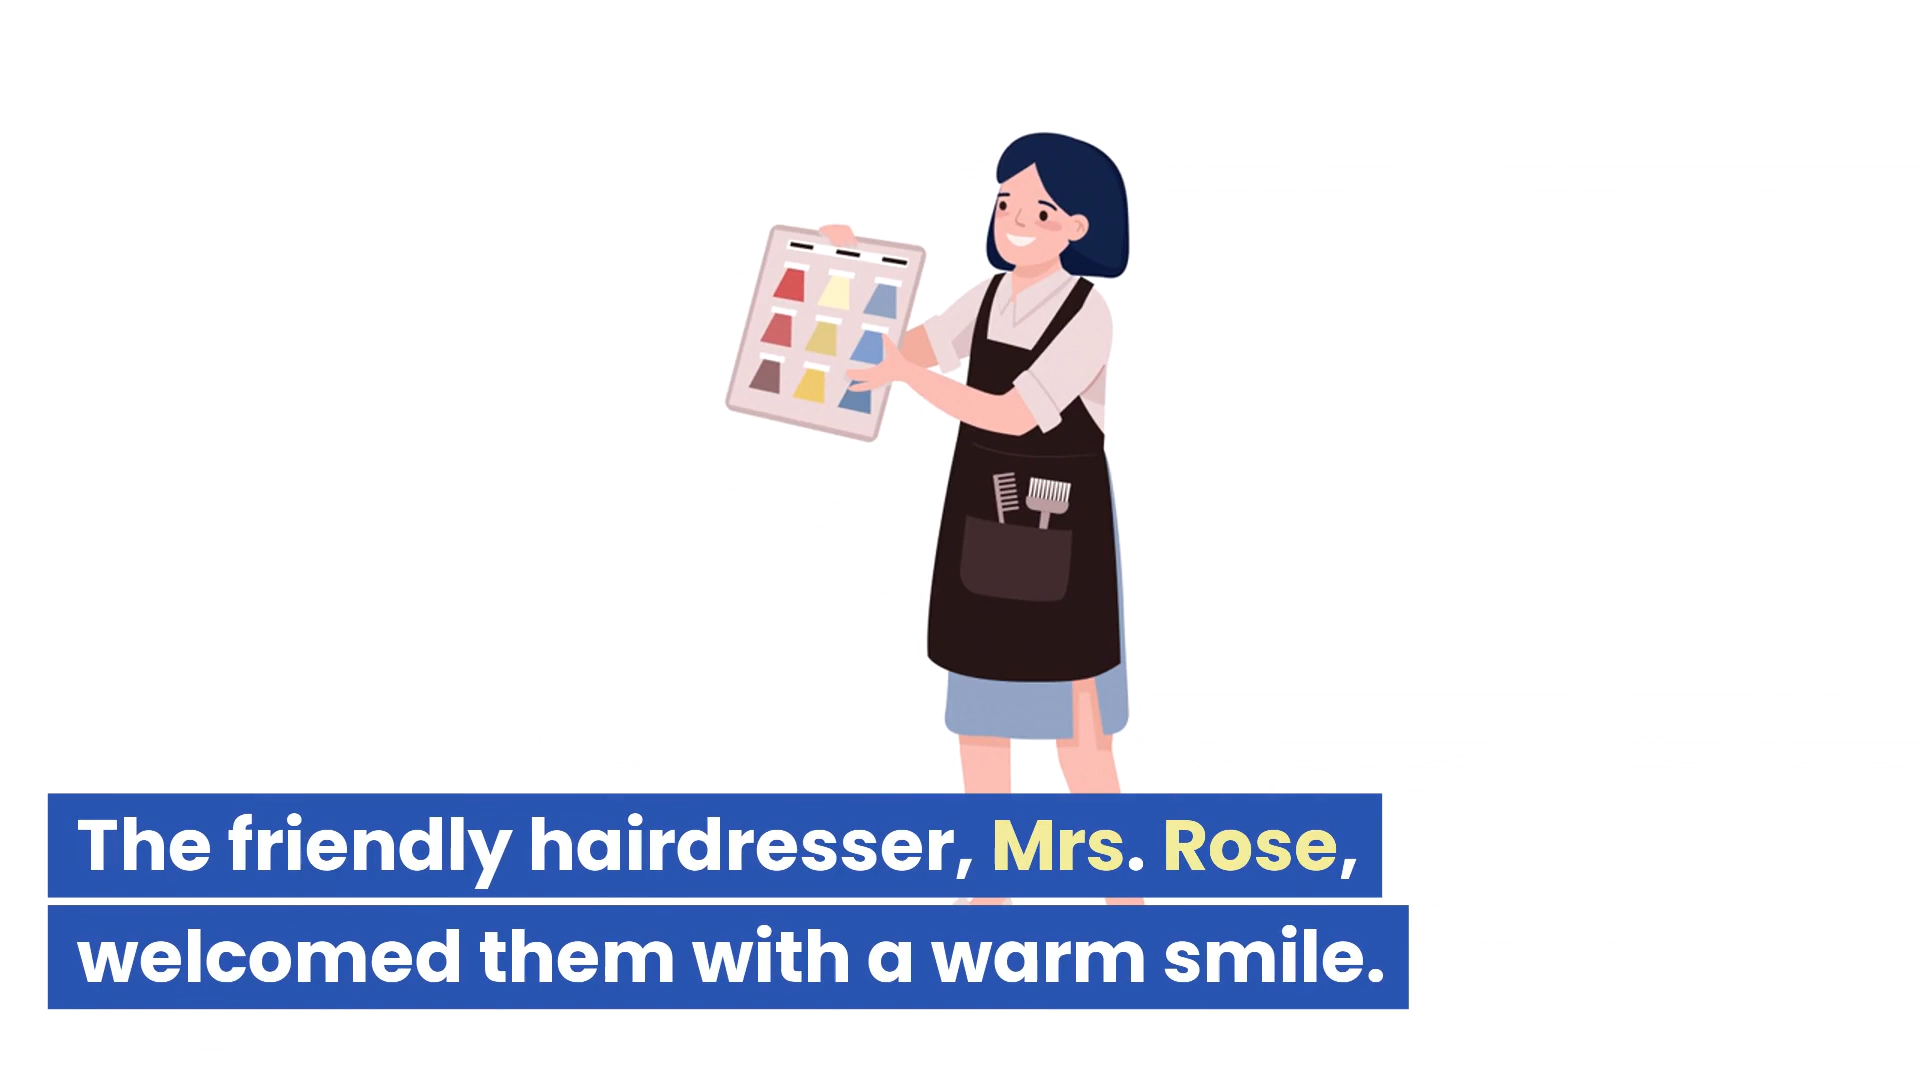 The friendly hairdresser, Mrs. Rose,
welcomed them with a warm smile.